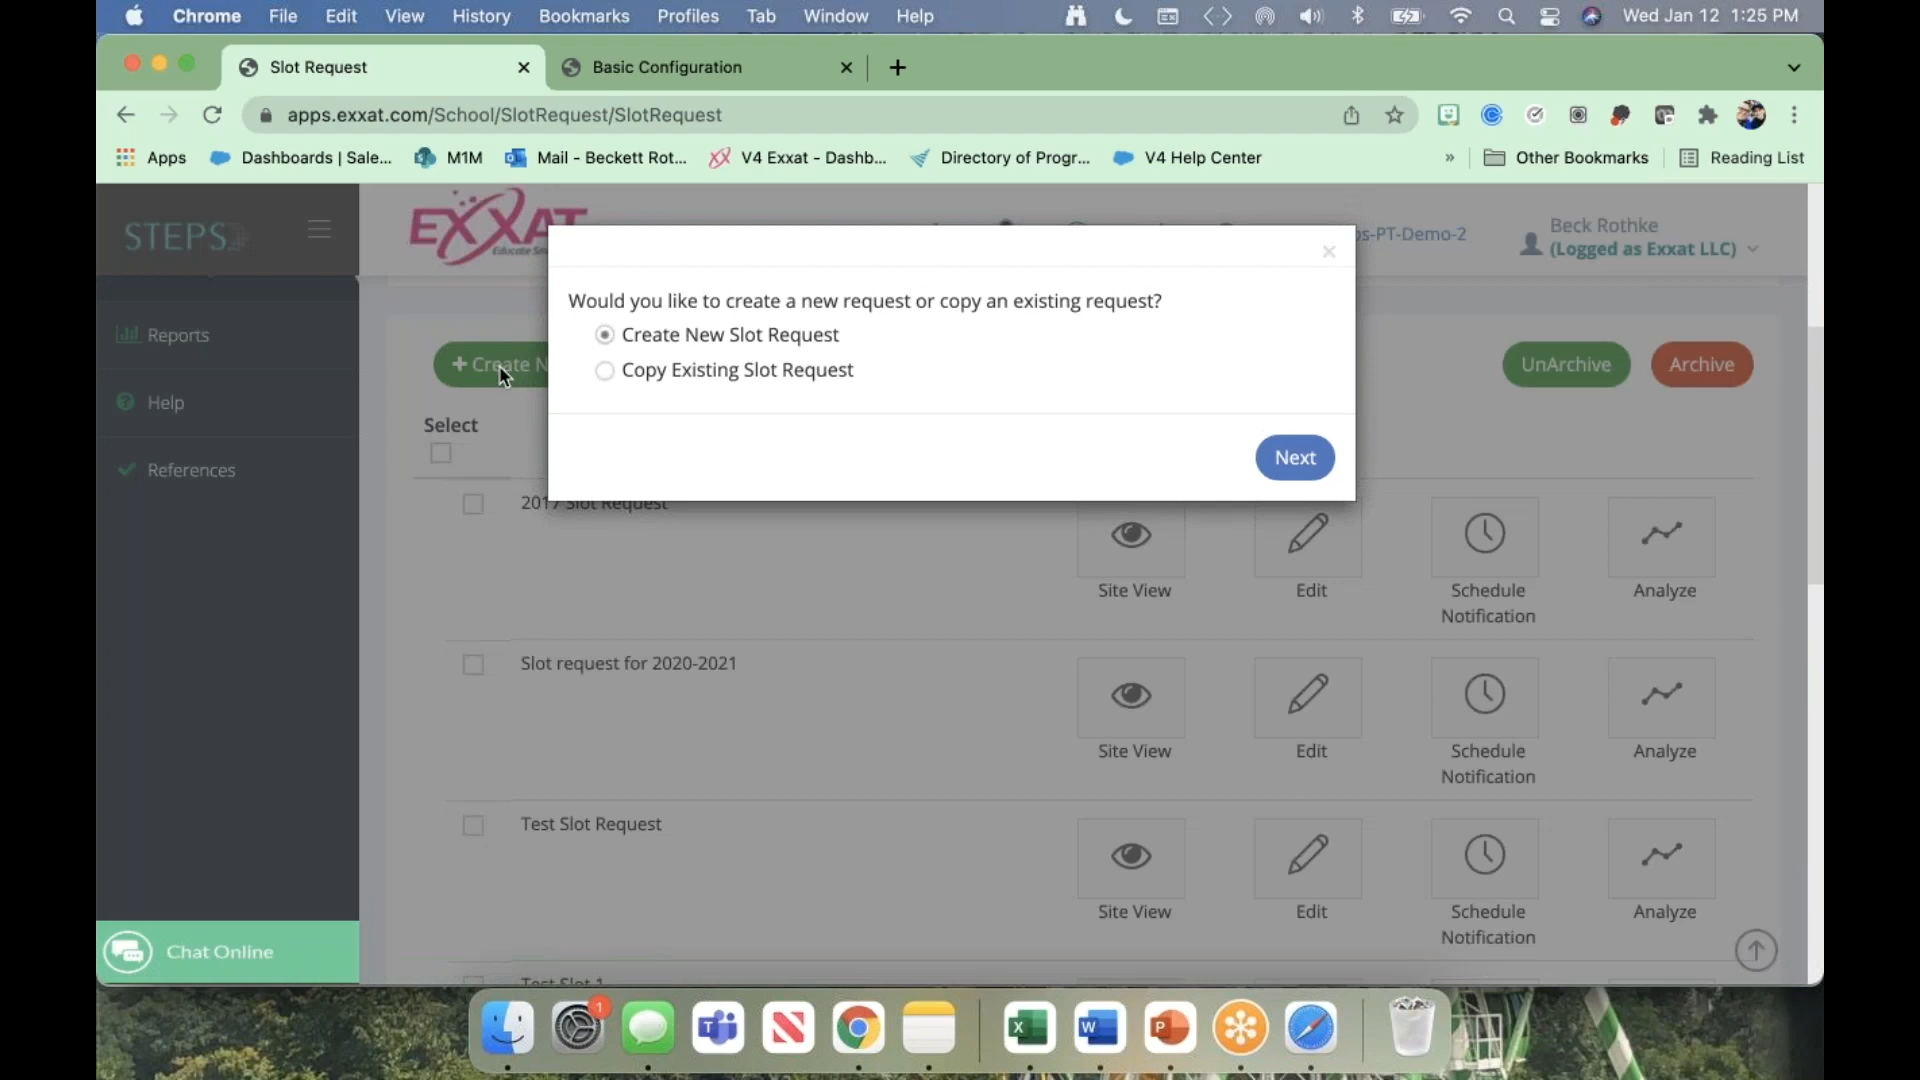 Chrome File Edit View History Bookmarks Profiles Tab Window Help Wed Jan 12 1:25 PM
Slot Request Basic Configuration
apps.exxat.com/School/SlotRequest/SlotRequest
Apps Dashboards | Sale... M1M Mail - Beckett Rot... V4 Exxat - Dashb... Directory of Progr... V4 Help Center » Other Bookmarks Reading List
STEPS EXXAT s-PT-Demo-2 Beck Rothke
(Logged as Exxat LLC)
Would you like to create a new request or copy an existing request?
Create New Slot Request
Copy Existing Slot Request
Next
Reports
Help
References
+ Create N UnArchive Archive
Select
2017 Slot Request
Site View Edit Schedule Notification Analyze
Slot request for 2020-2021
Site View Edit Schedule Notification Analyze
Test Slot Request
Site View Edit Schedule Notification Analyze
Test Slot 1
Chat Online
1